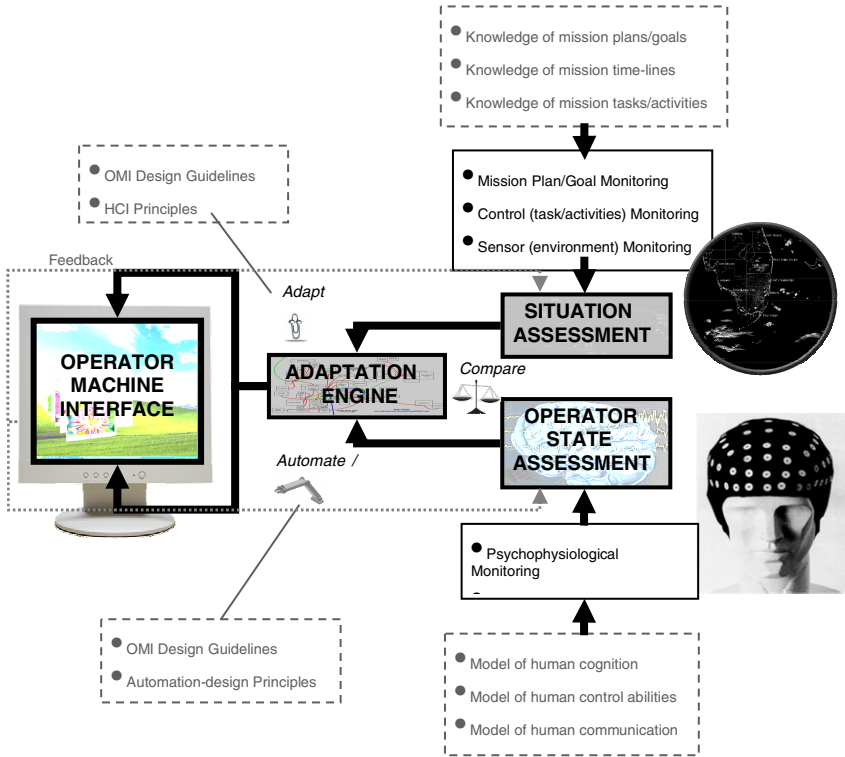 ● Knowledge of mission plans/goals
● Knowledge of mission time-lines
● Knowledge of mission tasks/activities
● OMI Design Guidelines
● HCI Principles
● Mission Plan/Goal Monitoring
● Control (task/activities) Monitoring
● Sensor (environment) Monitoring
Feedback
Adapt
SITUATION
ASSESSMENT
OPERATOR
MACHINE
INTERFACE
ADAPTATION
ENGINE
Compare
OPERATOR
STATE
ASSESSMENT
Automate /
● Psychophysiological
Monitoring
● OMI Design Guidelines
● Automation-design Principles
● Model of human cognition
● Model of human control abilities
● Model of human communication